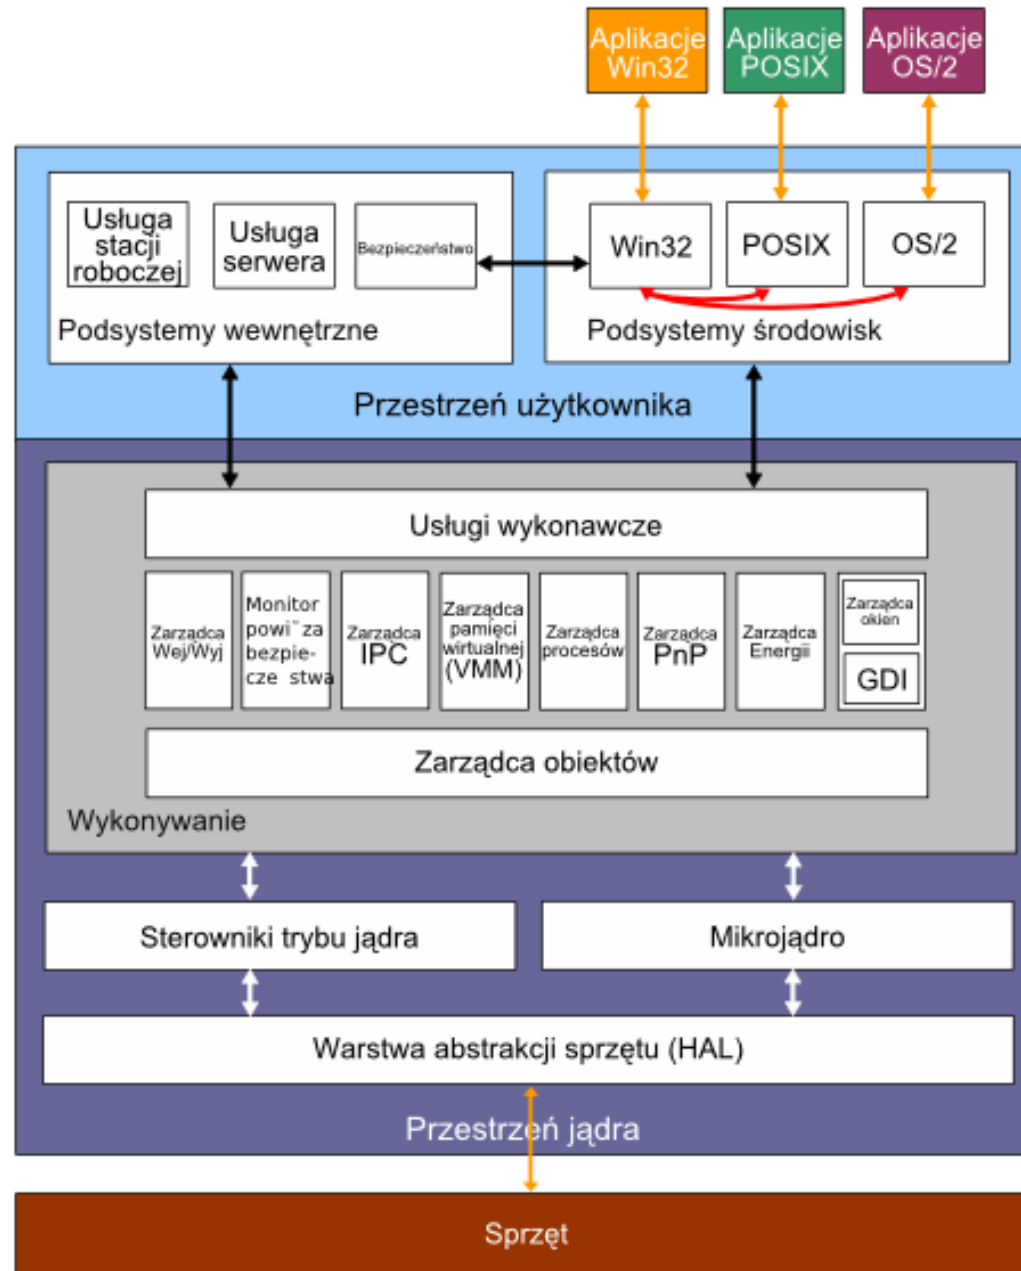 Aplikacje
Win32
Aplikacje
POSIX
Aplikacje
OS/2
Usługa
stacji
roboczej
Usługa
serwera
Bezpieczeństwo
Podsystemy wewnętrzne
Win32
POSIX
OS/2
Podsystemy środowisk
Przestrzeń użytkownika
Usługi wykonawcze
Zarządca
Wej/Wyj
Monitor
powi˝za
bezpie-
cze stwa
Zarządca
IPC
Zarządca
pamięci
wirtualnej
(VMM)
Zarządca
procesów
Zarządca
PnP
Zarządca
Energii
Zarządca
okien
GDI
Zarządca obiektów
Wykonywanie
Sterowniki trybu jądra
Mikrojądro
Warstwa abstrakcji sprzętu (HAL)
Przestrzeń jądra
Sprzęt